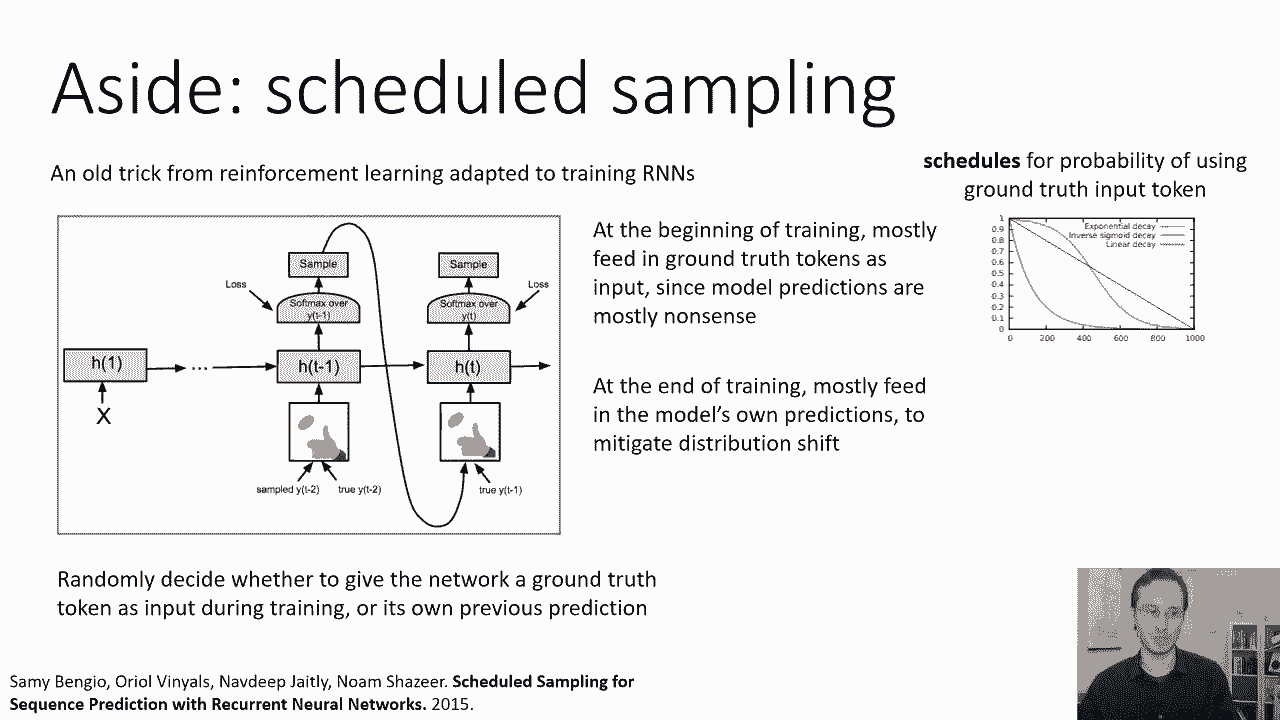 Aside: scheduled sampling
An old trick from reinforcement learning adapted to training RNNs
schedules for probability of using
ground truth input token
Sample
Sample
Loss
Loss
Softmax over
y(t-1)
Softmax over
y(t)
h(1)
...
h(t-1)
h(t)
X
sampled y(t-2)
true y(t-2)
true y(t-1)
At the beginning of training, mostly
feed in ground truth tokens as
input, since model predictions are
mostly nonsense
At the end of training, mostly feed
in the model's own predictions, to
mitigate distribution shift
1
0.9
0.8
0.7
0.6
0.5
0.4
0.3
0.2
0.1
0
Exponential decay
Inverse sigmoid decay
Linear decay
0 200 400 600 800 1000
Randomly decide whether to give the network a ground truth
token as input during training, or its own previous prediction
Samy Bengio, Oriol Vinyals, Navdeep Jaitly, Noam Shazeer. Scheduled Sampling for
Sequence Prediction with Recurrent Neural Networks. 2015.